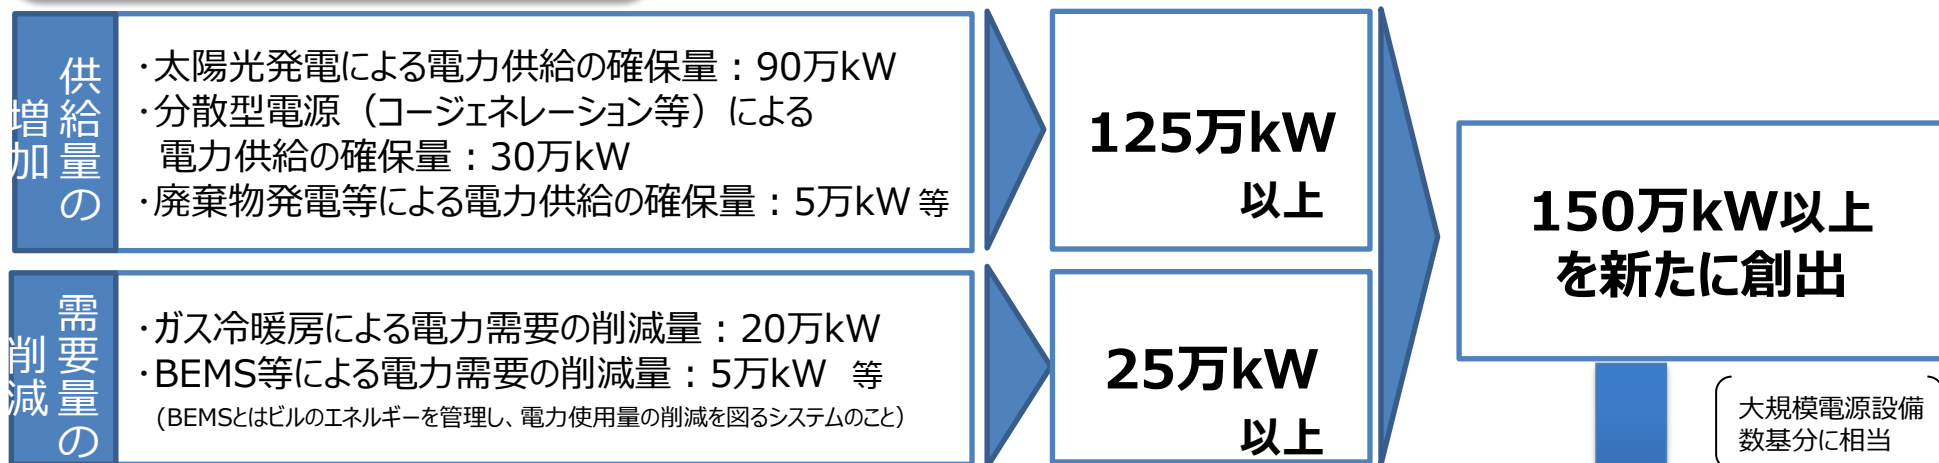 供給量の
増加
・太陽光発電による電力供給の確保量：90万kW
・分散型電源（コージェネレーション等）による
電力供給の確保量：30万kW
・廃棄物発電等による電力供給の確保量：5万kW 等
125万kW
以上
需要量の
削減
・ガス冷暖房による電力需要の削減量：20万kW
・BEMS等による電力需要の削減量：5万kW 等
(BEMSとはビルのエネルギーを管理し、電力使用量の削減を図るシステムのこと)
25万kW
以上
150万kW以上
を新たに創出
大規模電源設備
数基分に相当